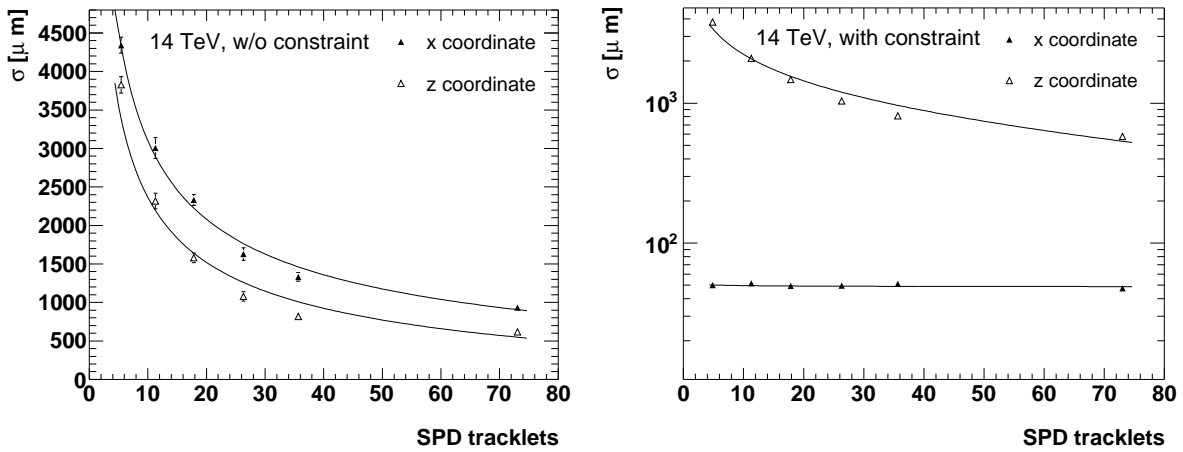 σ [μ m]
14 TeV, w/o constraint
x coordinate
z coordinate
4500
4000
3500
3000
2500
2000
1500
1000
500
0
0 10 20 30 40 50 60 70 80
SPD tracklets
σ [μ m]
14 TeV, with constraint
x coordinate
z coordinate
10³
10²
0 10 20 30 40 50 60 70 80
SPD tracklets